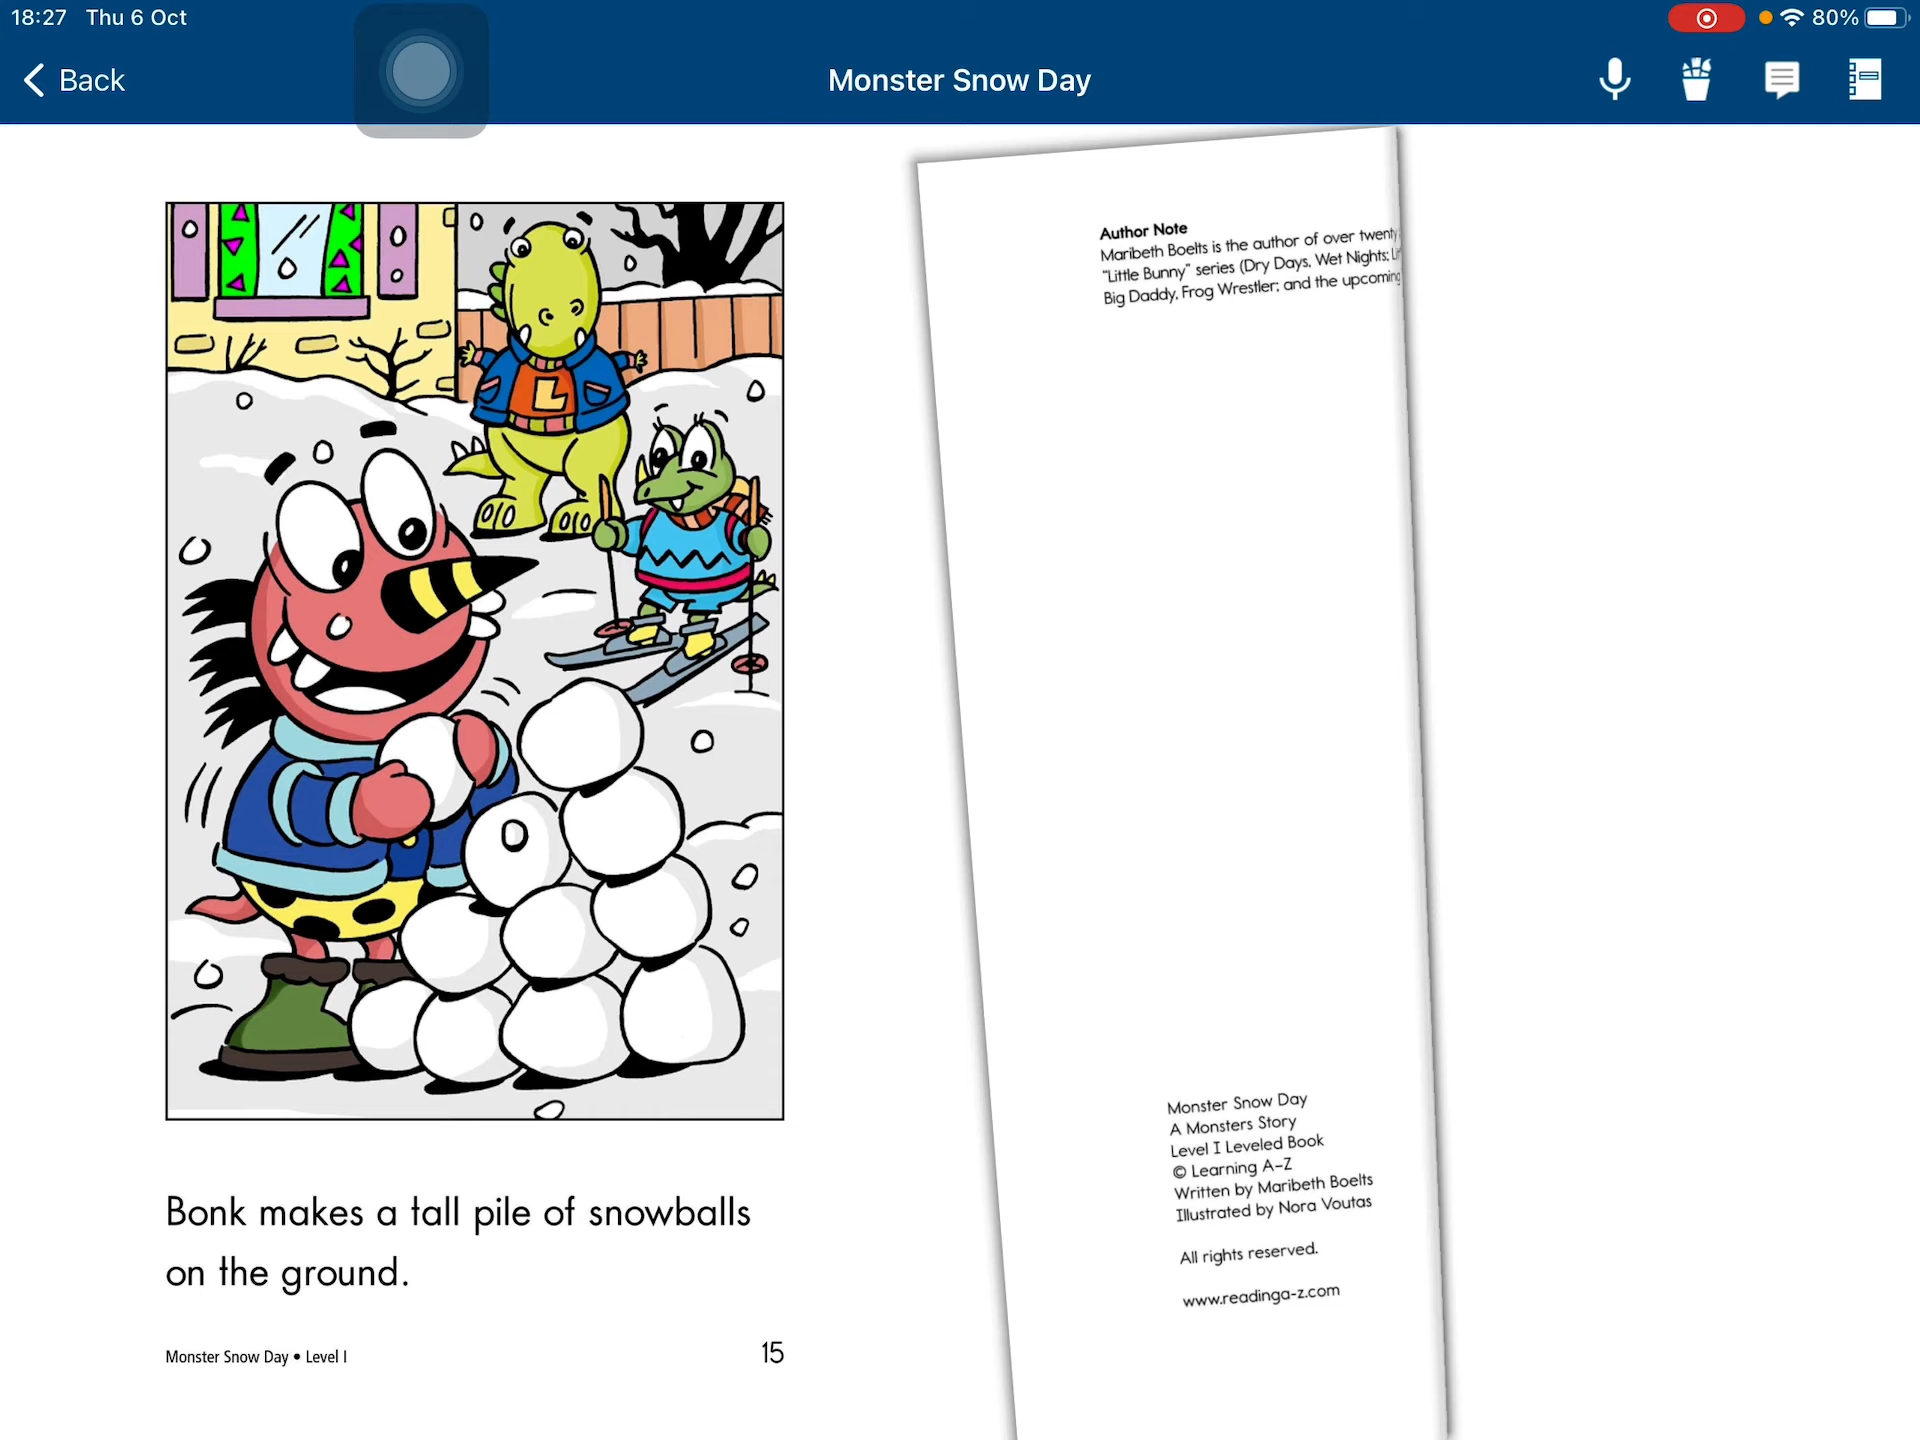 18:27 Thu 6 Oct
80%
Back
Monster Snow Day
L
Bonk makes a tall pile of snowballs
on the ground.
Monster Snow Day • Level I
15
Author Note
Maribeth Boelts is the author of over twenty
"Little Bunny" series (Dry Days, Wet Nights;
Big Daddy, Frog Wrestler; and the upcoming
Monster Snow Day
A Monsters Story
Level I Leveled Book
© Learning A–Z
Written by Maribeth Boelts
Illustrated by Nora Voutas
All rights reserved.
www.readinga-z.com